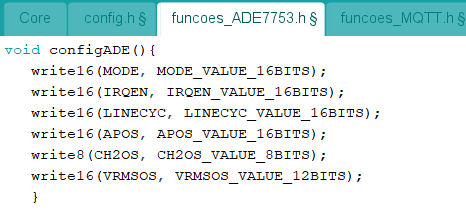 Core config.h § funcoes_ADE7753.h § funcoes_MQTT.h §
void configADE(){
write16(MODE, MODE_VALUE_16BITS);
write16(IRQEN, IRQEN_VALUE_16BITS);
write16(LINECYC, LINECYC_VALUE_16BITS);
write16(APOS, APOS_VALUE_16BITS);
write8(CH2OS, CH2OS_VALUE_8BITS);
write16(VRMSOS, VRMSOS_VALUE_12BITS);
}